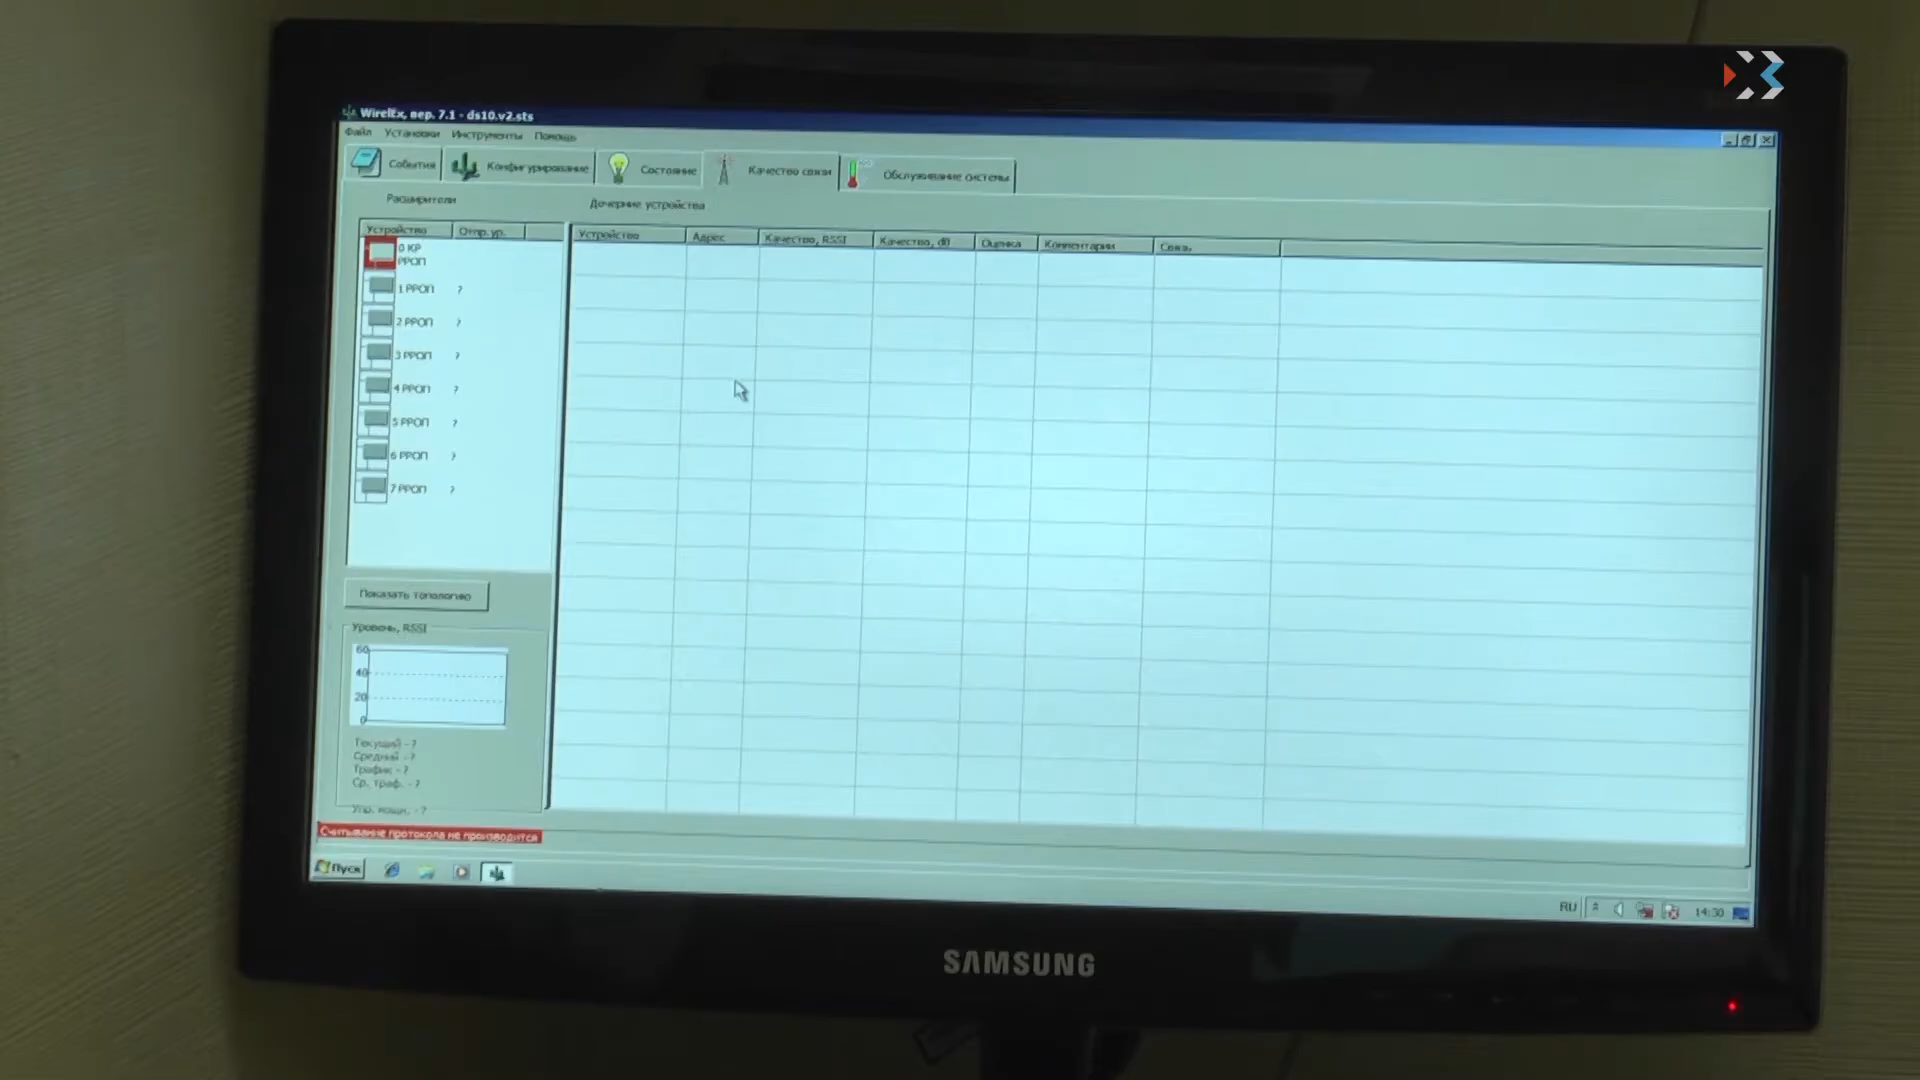 WirelEx, вер. 7.1 - ds10.v2.sts
Файл Установки Инструменты Помощь
События Конфигурирование Состояние Качество связи Обслуживание системы
Расширители Дочерние устройства
Устройство Отпр.ур. Устройство Адрес Качество, RSSI Качество, dB Оценка Комментарии Связь
0 КР
РРОП
1 РРОП ?
2 РРОП ?
3 РРОП ?
4 РРОП ?
5 РРОП ?
6 РРОП ?
7 РРОП ?
Показать топологию
Уровень, RSSI
60
40
20
0
Текущий - ?
Средний - ?
Трафик - ?
Ср. траф. - ?
Упр. мощн. - ?
Считывание протокола не производится
Пуск
RU 14:30
SAMSUNG